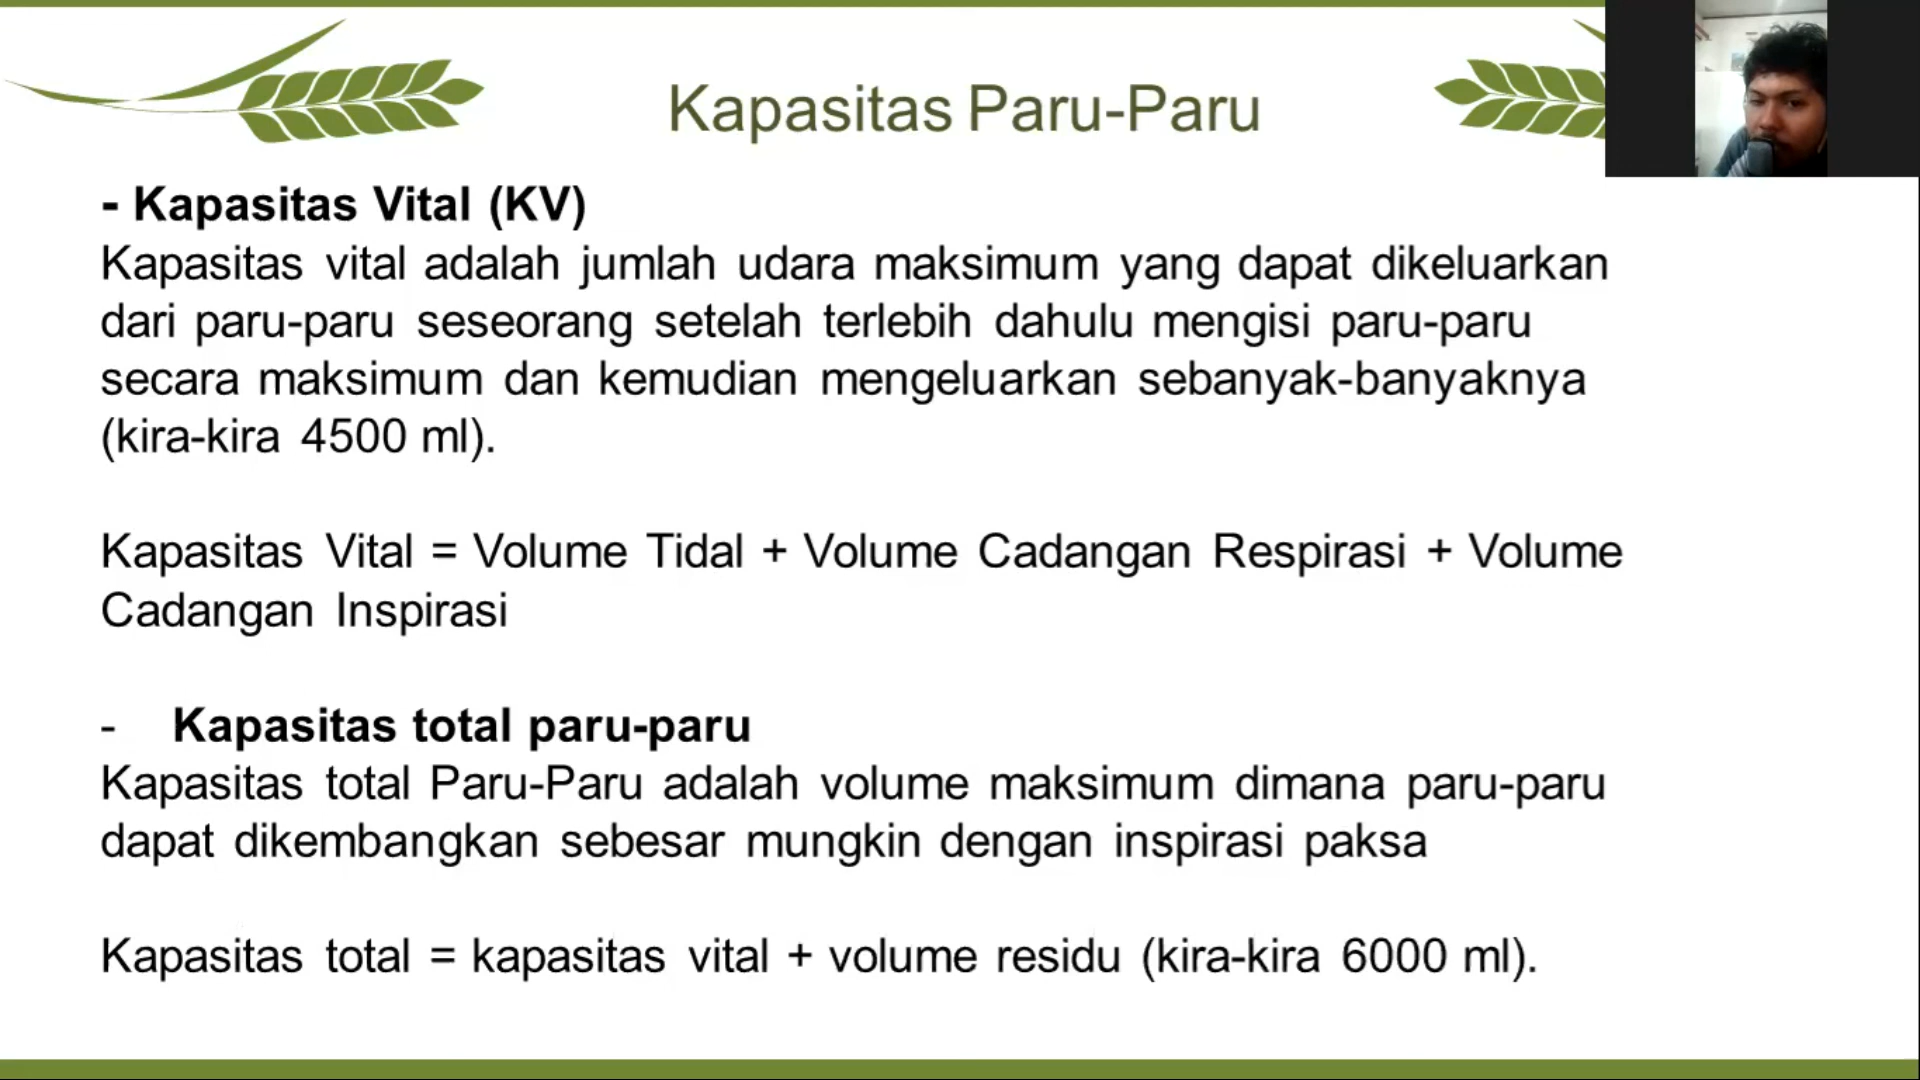 Kapasitas Paru-Paru
- Kapasitas Vital (KV)
Kapasitas vital adalah jumlah udara maksimum yang dapat dikeluarkan
dari paru-paru seseorang setelah terlebih dahulu mengisi paru-paru
secara maksimum dan kemudian mengeluarkan sebanyak-banyaknya
(kira-kira 4500 ml).
Kapasitas Vital = Volume Tidal + Volume Cadangan Respirasi + Volume
Cadangan Inspirasi
- Kapasitas total paru-paru
Kapasitas total Paru-Paru adalah volume maksimum dimana paru-paru
dapat dikembangkan sebesar mungkin dengan inspirasi paksa
Kapasitas total = kapasitas vital + volume residu (kira-kira 6000 ml).